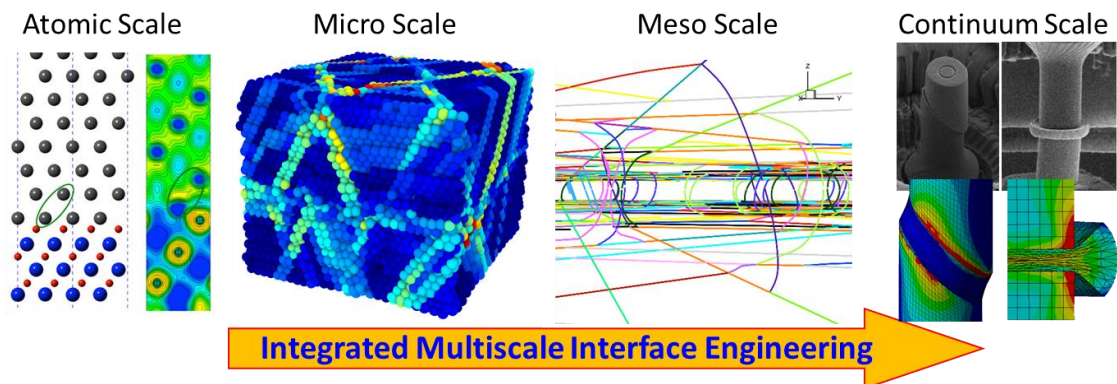 Atomic Scale
Micro Scale
Meso Scale
Continuum Scale
Z
X
Y
Integrated Multiscale Interface Engineering